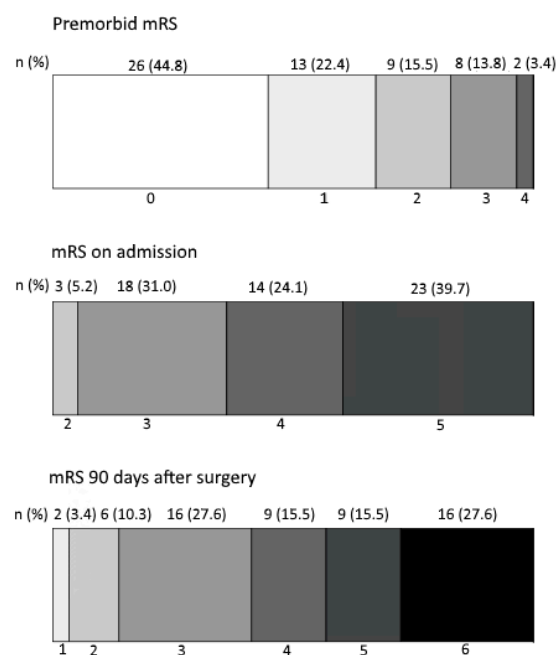 Premorbid mRS
n (%) 26 (44.8) 13 (22.4) 9 (15.5) 8 (13.8) 2 (3.4)
0 1 2 3 4
mRS on admission
n (%) 3 (5.2) 18 (31.0) 14 (24.1) 23 (39.7)
2 3 4 5
mRS 90 days after surgery
n (%) 2 (3.4) 6 (10.3) 16 (27.6) 9 (15.5) 9 (15.5) 16 (27.6)
1 2 3 4 5 6